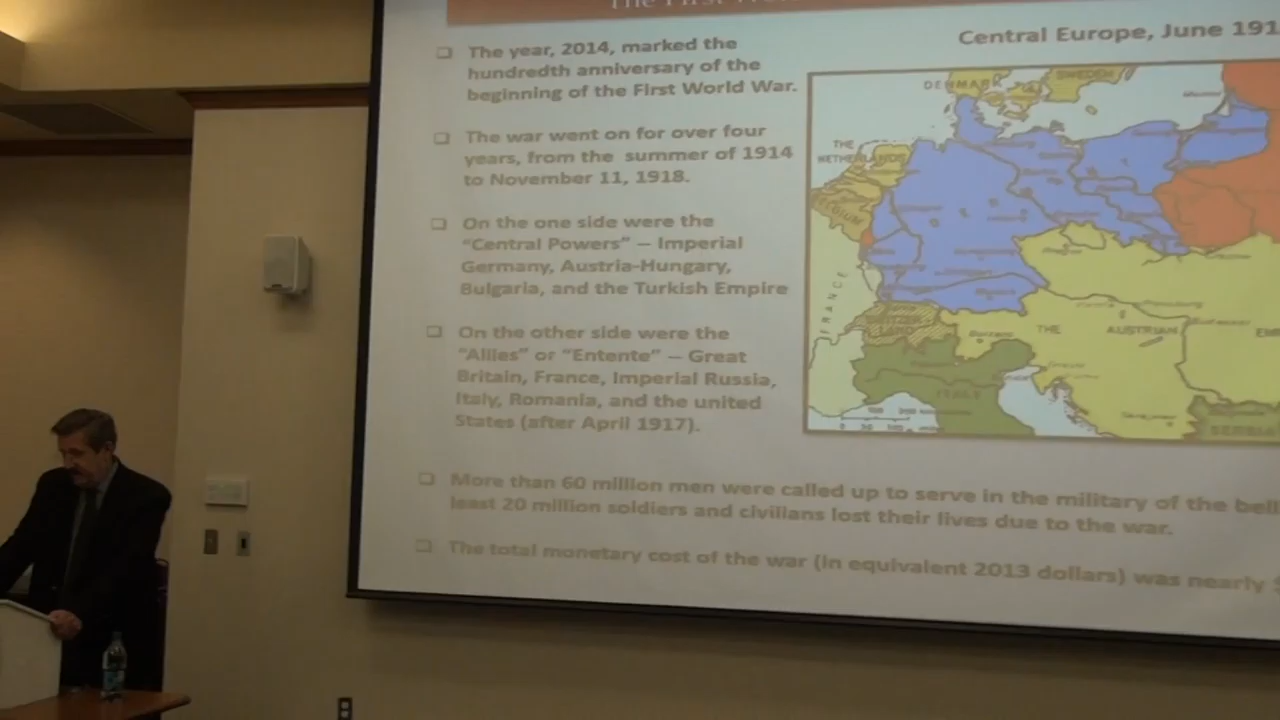 The First
Central Europe, June 191
The year, 2014, marked the
hundredth anniversary of the
beginning of the First World War.
The war went on for over four
years, from the summer of 1914
to November 11, 1918.
On the one side were the
“Central Powers” – Imperial
Germany, Austria-Hungary,
Bulgaria, and the Turkish Empire
On the other side were the
“Allies” or “Entente” – Great
Britain, France, Imperial Russia,
Italy, Romania, and the united
States (after April 1917).
More than 60 million men were called up to serve in the military of the bell
least 20 million soldiers and civilians lost their lives due to the war.
The total monetary cost of the war (in equivalent 2013 dollars) was nearly
DENMARK
SWEDEN
THE
NETHERLANDS
BELGIUM
FRANCE
SWITZER
LAND
THE AUSTRIAN
ITALY
SERBIA